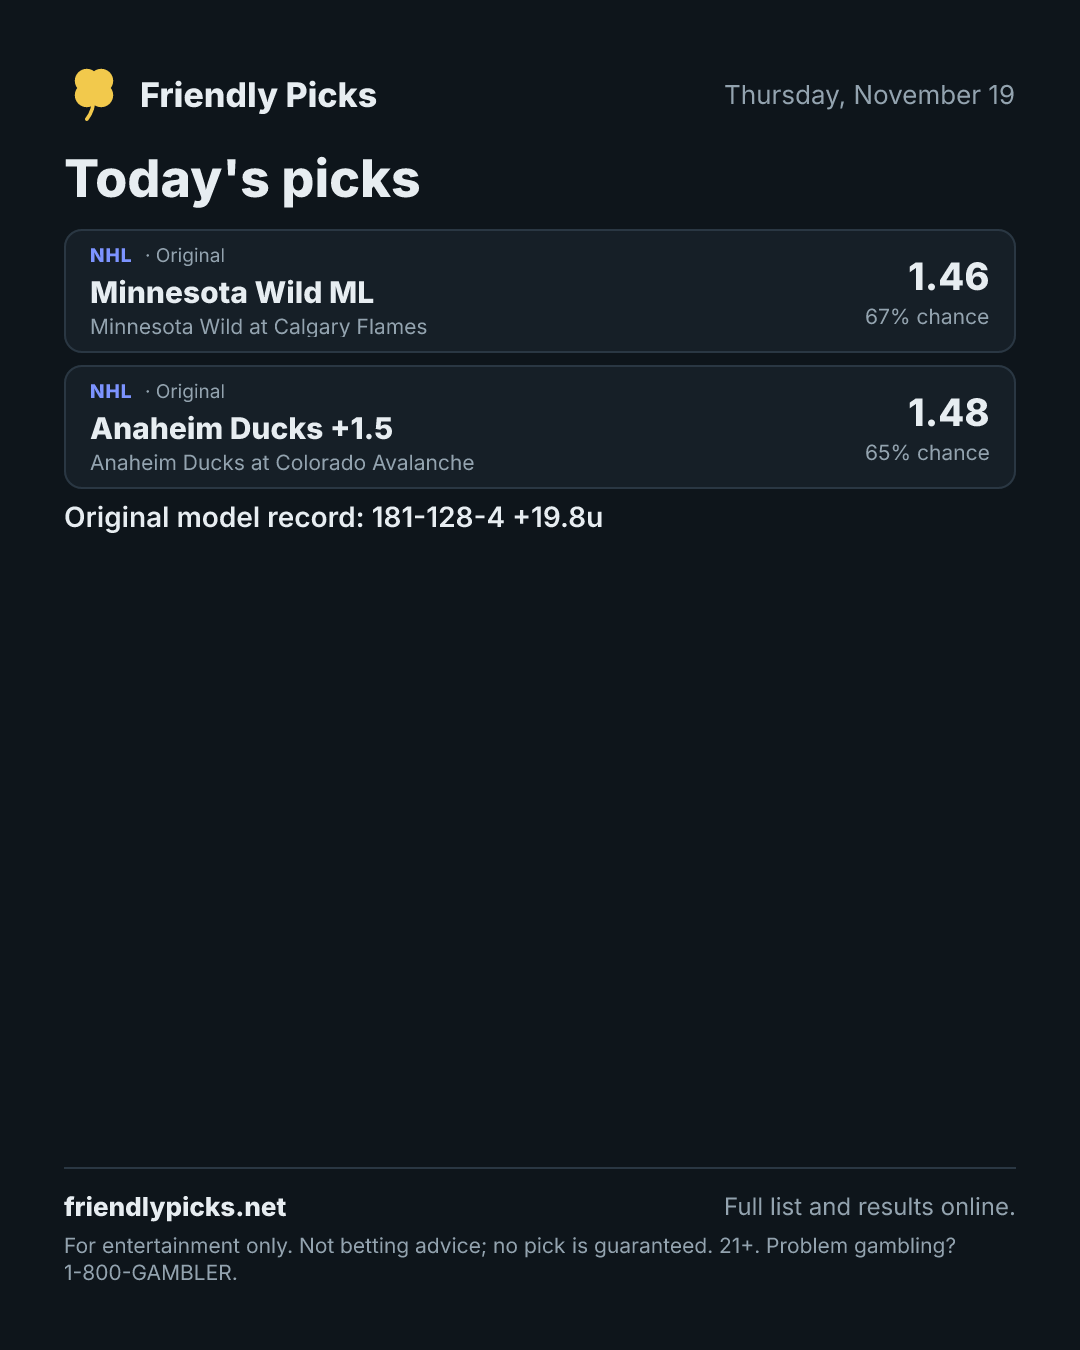 Friendly Picks
Thursday, November 19
Today's picks
NHL · Original
Minnesota Wild ML
Minnesota Wild at Calgary Flames
1.46
67% chance
NHL · Original
Anaheim Ducks +1.5
Anaheim Ducks at Colorado Avalanche
1.48
65% chance
Original model record: 181-128-4 +19.8u
friendlypicks.net
Full list and results online.
For entertainment only. Not betting advice; no pick is guaranteed. 21+. Problem gambling?
1-800-GAMBLER.